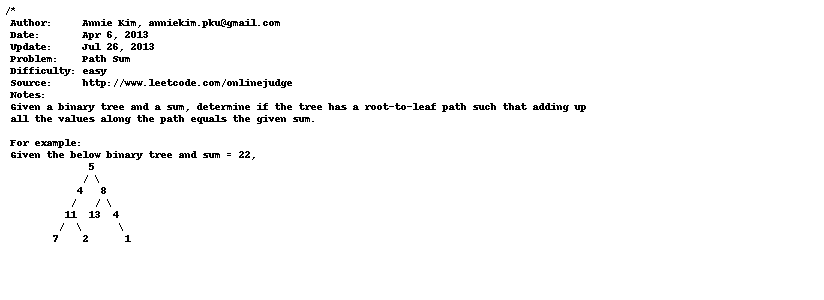 /*
 Author:     Annie Kim, anniekim.pku@gmail.com
 Date:       Apr 6, 2013
 Update:     Jul 26, 2013
 Problem:    Path Sum
 Difficulty: easy
 Source:     http://www.leetcode.com/onlinejudge
 Notes:
 Given a binary tree and a sum, determine if the tree has a root-to-leaf path such that adding up
 all the values along the path equals the given sum.

 For example:
 Given the below binary tree and sum = 22,
              5
             / \
            4   8
           /   / \
          11  13  4
         /  \      \
        7    2      1